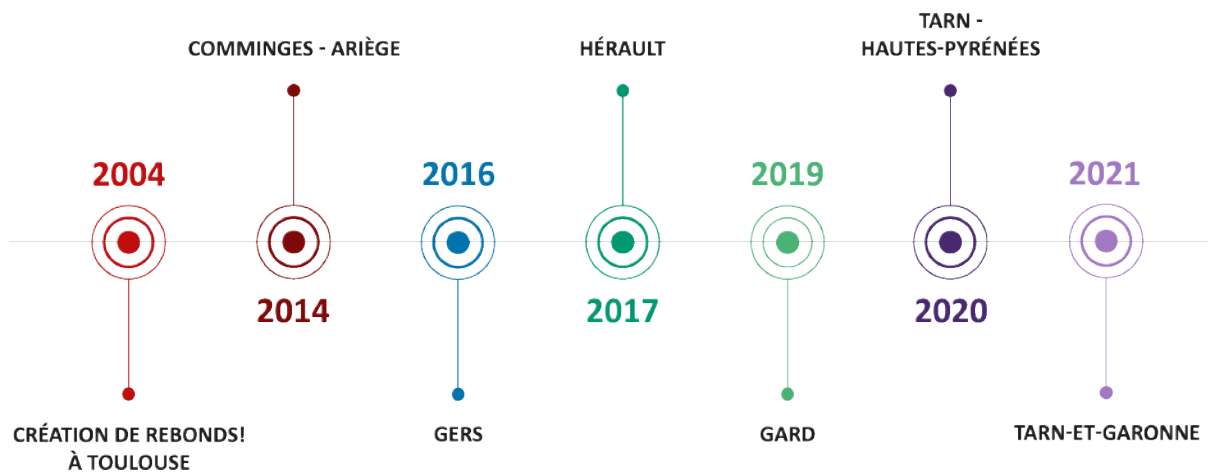 COMMINGES - ARIÈGE
HÉRAULT
TARN -
HAUTES-PYRÉNÉES
2004
2016
2019
2021
2014
2017
2020
CRÉATION DE REBONDS!
À TOULOUSE
GERS
GARD
TARN-ET-GARONNE